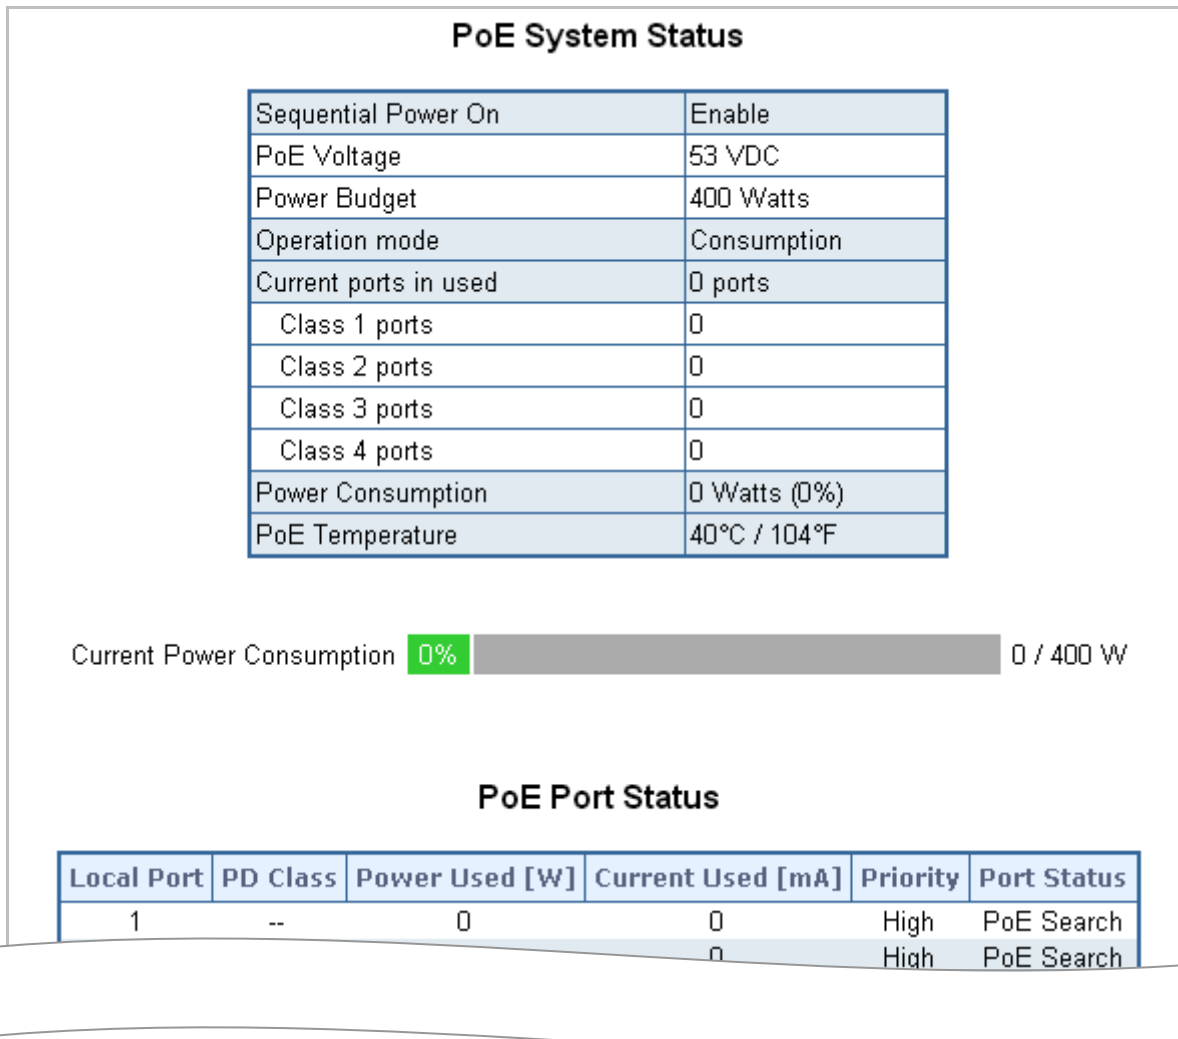 PoE System Status
Sequential Power On Enable
PoE Voltage 53 VDC
Power Budget 400 Watts
Operation mode Consumption
Current ports in used 0 ports
Class 1 ports 0
Class 2 ports 0
Class 3 ports 0
Class 4 ports 0
Power Consumption 0 Watts (0%)
PoE Temperature 40°C / 104°F
Current Power Consumption 0% 0 / 400 W
PoE Port Status
Local Port PD Class Power Used [W] Current Used [mA] Priority Port Status
1 -- 0 0 High PoE Search
0 High PoE Search